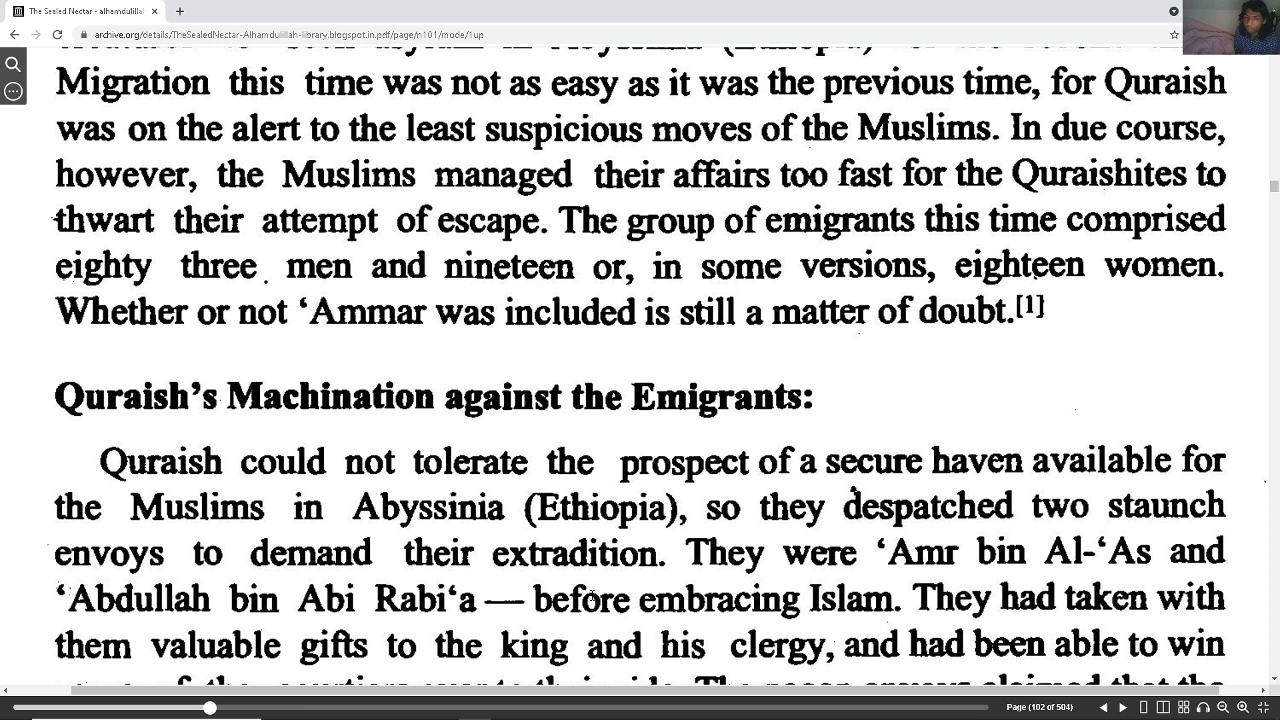 The Sealed Nectar - alhamdulillal
archive.org/details/TheSealedNectar-Alhamdulillah-library.blogspot.in.pdf/page/n101/mode/1up
Migration this time was not as easy as it was the previous time, for Quraish
was on the alert to the least suspicious moves of the Muslims. In due course,
however, the Muslims managed their affairs too fast for the Quraishites to
thwart their attempt of escape. The group of emigrants this time comprised
eighty three men and nineteen or, in some versions, eighteen women.
Whether or not ‘Ammar was included is still a matter of doubt.[1]
Quraish’s Machination against the Emigrants:
Quraish could not tolerate the prospect of a secure haven available for
the Muslims in Abyssinia (Ethiopia), so they despatched two staunch
envoys to demand their extradition. They were ‘Amr bin Al-‘As and
‘Abdullah bin Abi Rabi‘a — before embracing Islam. They had taken with
them valuable gifts to the king and his clergy, and had been able to win
Page (102 of 504)